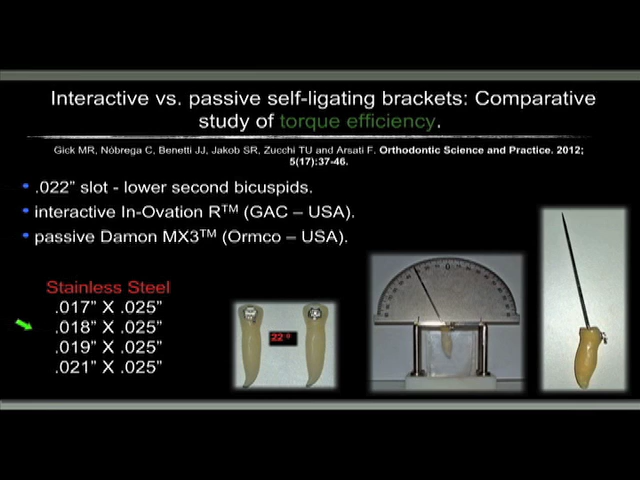 Interactive vs. passive self-ligating brackets: Comparative
study of torque efficiency.
Gick MR, Nóbrega C, Benetti JJ, Jakob SR, Zucchi TU and Arsati F. Orthodontic Science and Practice. 2012;
5(17):37-46.
.022” slot - lower second bicuspids.
interactive In-Ovation R™ (GAC – USA).
passive Damon MX3™ (Ormco – USA).
Stainless Steel
.017” X .025”
.018” X .025”
.019” X .025”
.021” X .025”
22 º
0